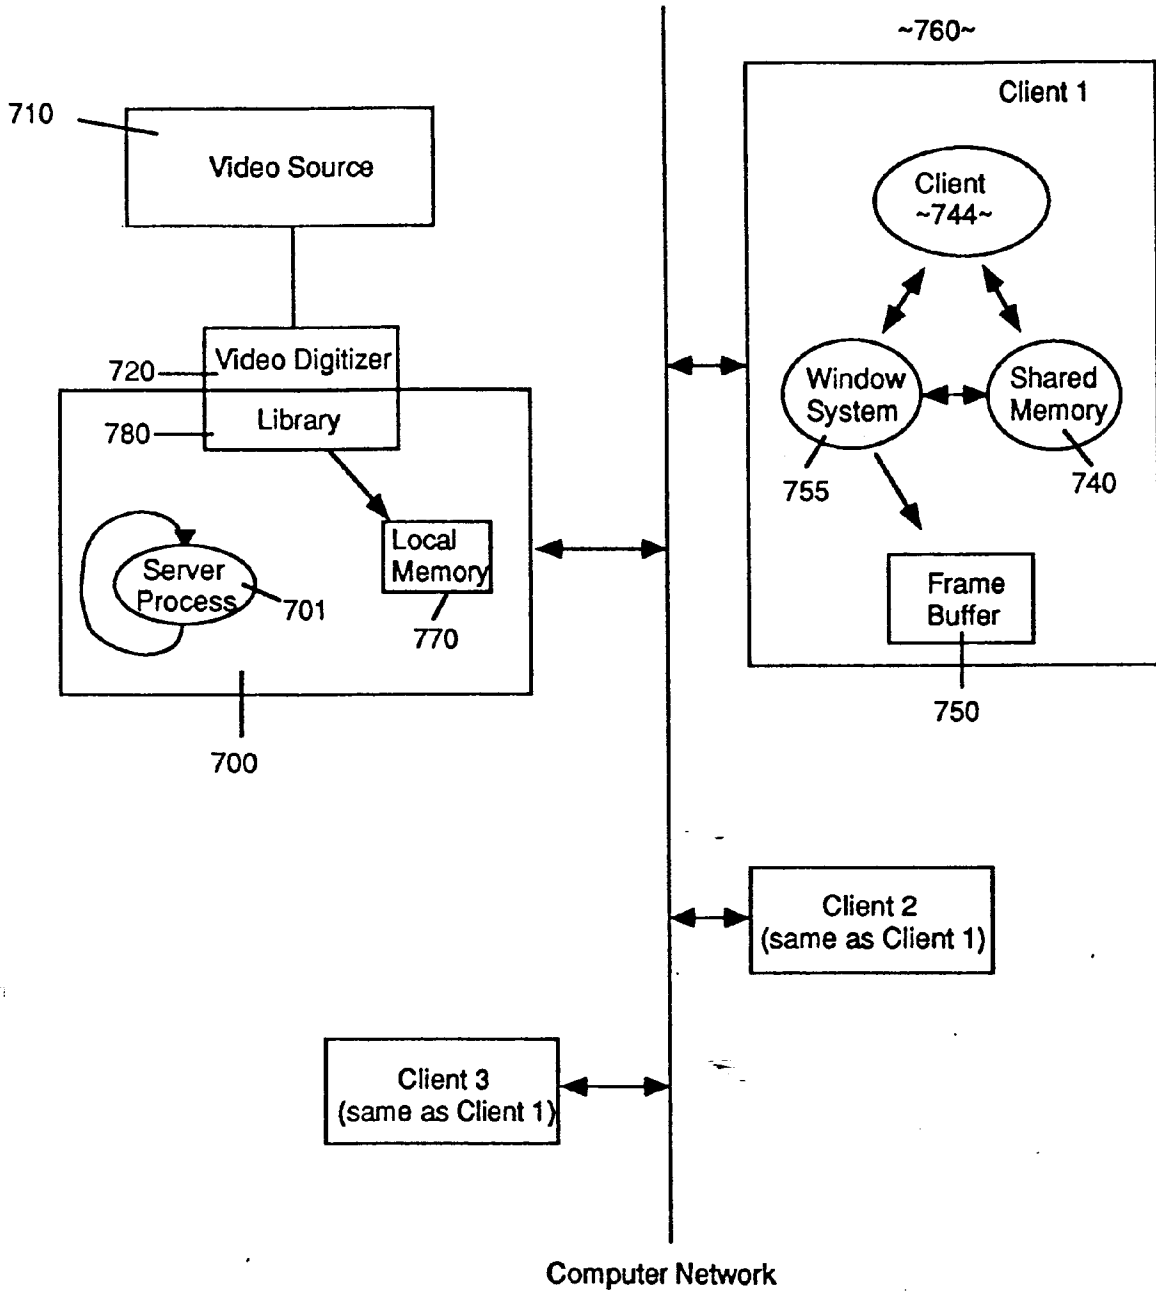 ~760~
Client 1
710
Video Source
Client
~744~
720
Video Digitizer
780
Library
Window
System
Shared
Memory
755
740
Local
Memory
Server
Process
701
770
Frame
Buffer
750
700
Client 2
(same as Client 1)
Client 3
(same as Client 1)
Computer Network